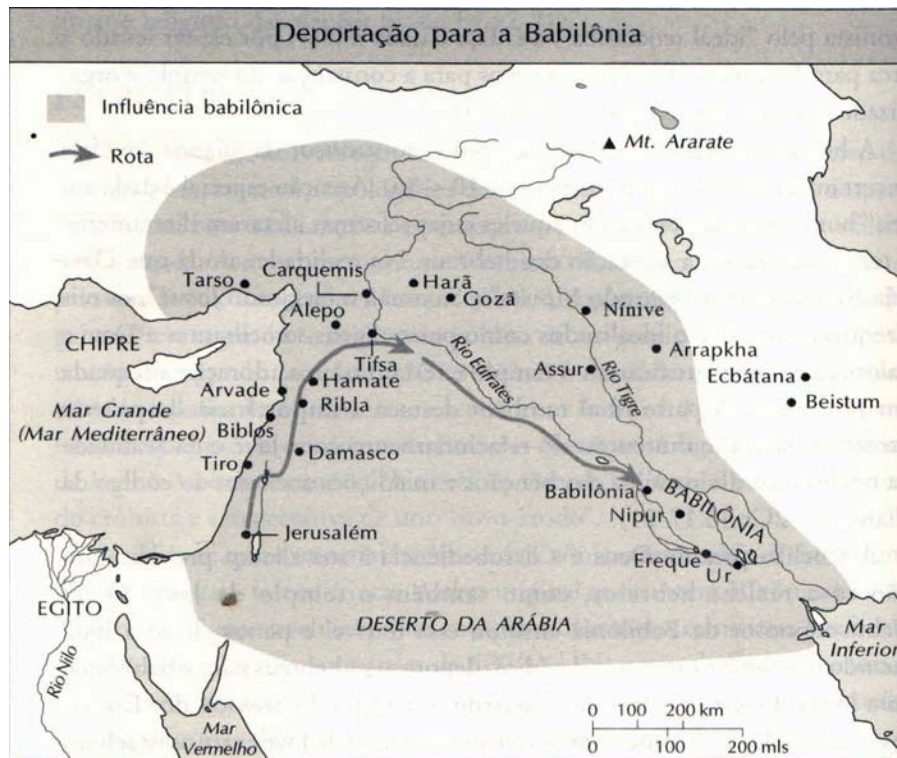 Deportação para a Babilônia
Influência babilônica
Rota
Mt. Ararate
Tarso
Carquemis
Harã
Alepo
Gozã
Nínive
CHIPRE
Tifsa
Rio Eufrates
Assur
Rio Tigre
Arrapkha
Ecbátana
Arvade
Hamate
Beistum
Mar Grande
(Mar Mediterrâneo)
Ribla
Biblos
Tiro
Damasco
Babilônia
BABILÔNIA
Nipur
Jerusalém
Ereque
Ur
EGITO
DESERTO DA ARÁBIA
Rio Nilo
Mar
Inferior
Mar
Vermelho
0 100 200 km
0 100 200 mls